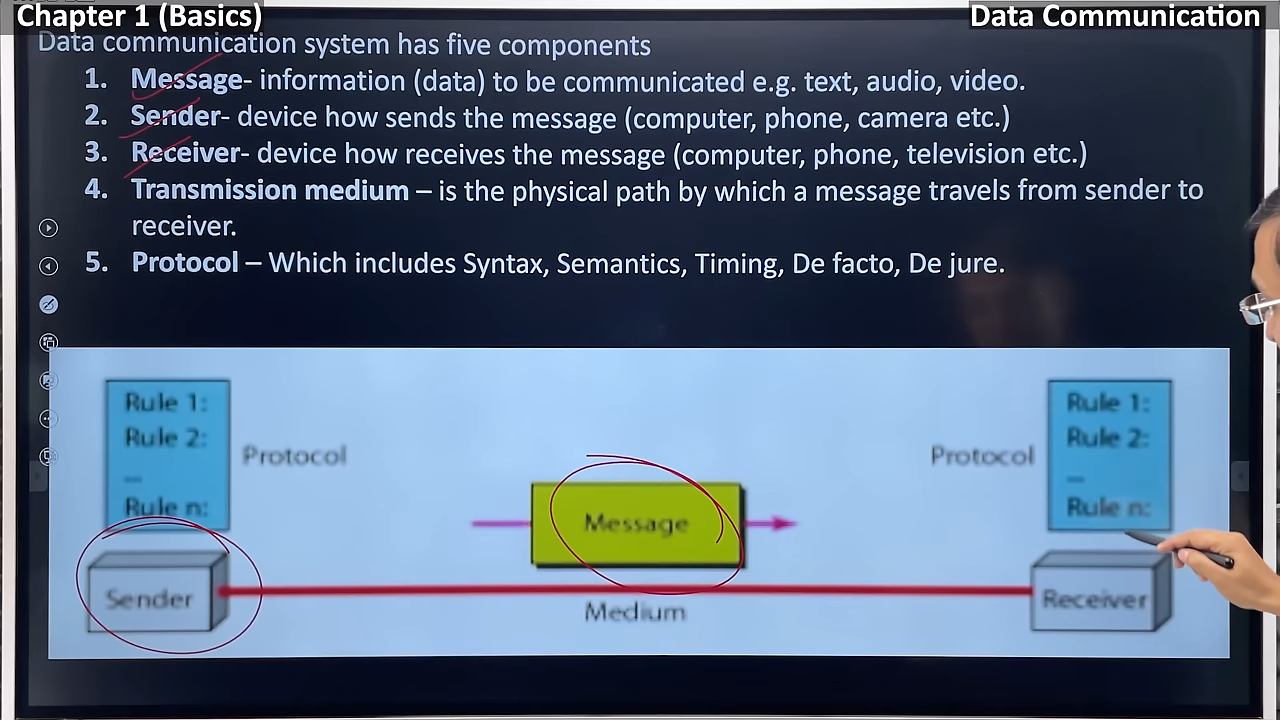 Chapter 1 (Basics)
Data Communication
Data communication system has five components
1. Message- information (data) to be communicated e.g. text, audio, video.
2. Sender- device how sends the message (computer, phone, camera etc.)
3. Receiver- device how receives the message (computer, phone, television etc.)
4. Transmission medium – is the physical path by which a message travels from sender to
receiver.
5. Protocol – Which includes Syntax, Semantics, Timing, De facto, De jure.
Rule 1:
Rule 2:
...
Rule n:
Protocol
Message
Protocol
Rule 1:
Rule 2:
...
Rule n:
Sender
Medium
Receiver